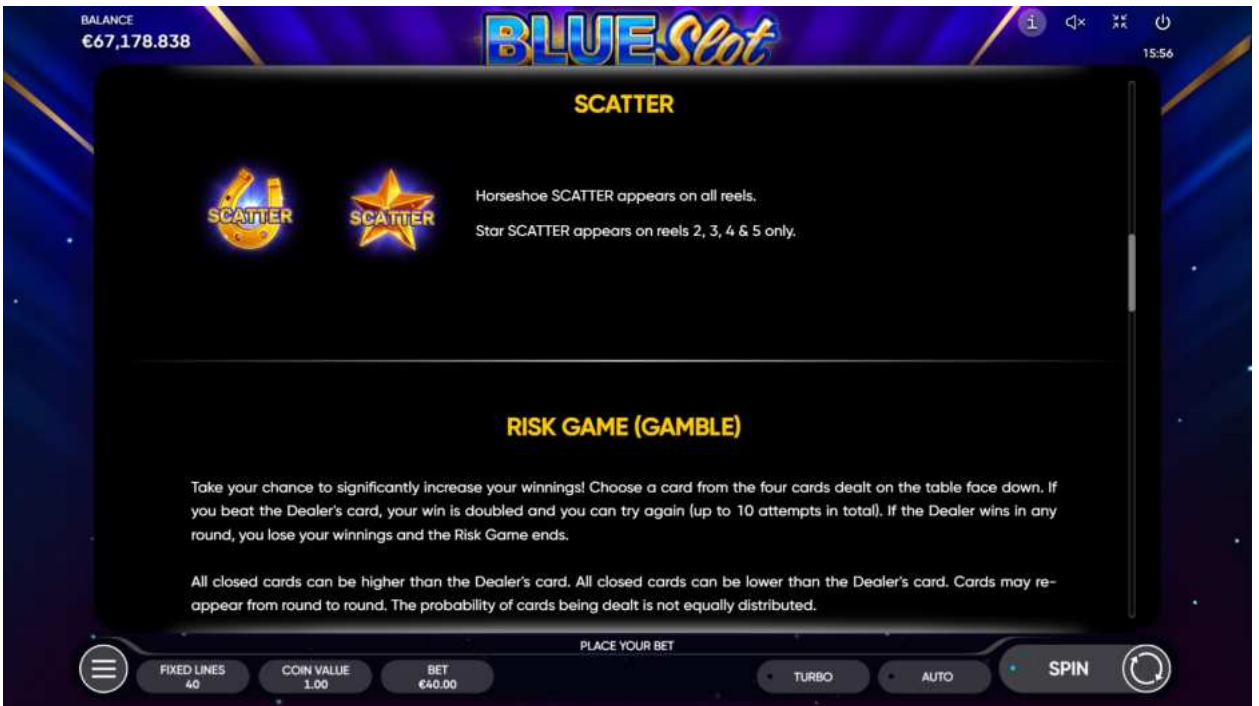 BALANCE
€67,178.838
BLUE Slot
i
15:56
SCATTER
SCATTER SCATTER
Horseshoe SCATTER appears on all reels.
Star SCATTER appears on reels 2, 3, 4 & 5 only.
RISK GAME (GAMBLE)
Take your chance to significantly increase your winnings! Choose a card from the four cards dealt on the table face down. If
you beat the Dealer's card, your win is doubled and you can try again (up to 10 attempts in total). If the Dealer wins in any
round, you lose your winnings and the Risk Game ends.
All closed cards can be higher than the Dealer's card. All closed cards can be lower than the Dealer's card. Cards may re-
appear from round to round. The probability of cards being dealt is not equally distributed.
PLACE YOUR BET
FIXED LINES
40
COIN VALUE
1.00
BET
€40.00
TURBO
AUTO
SPIN